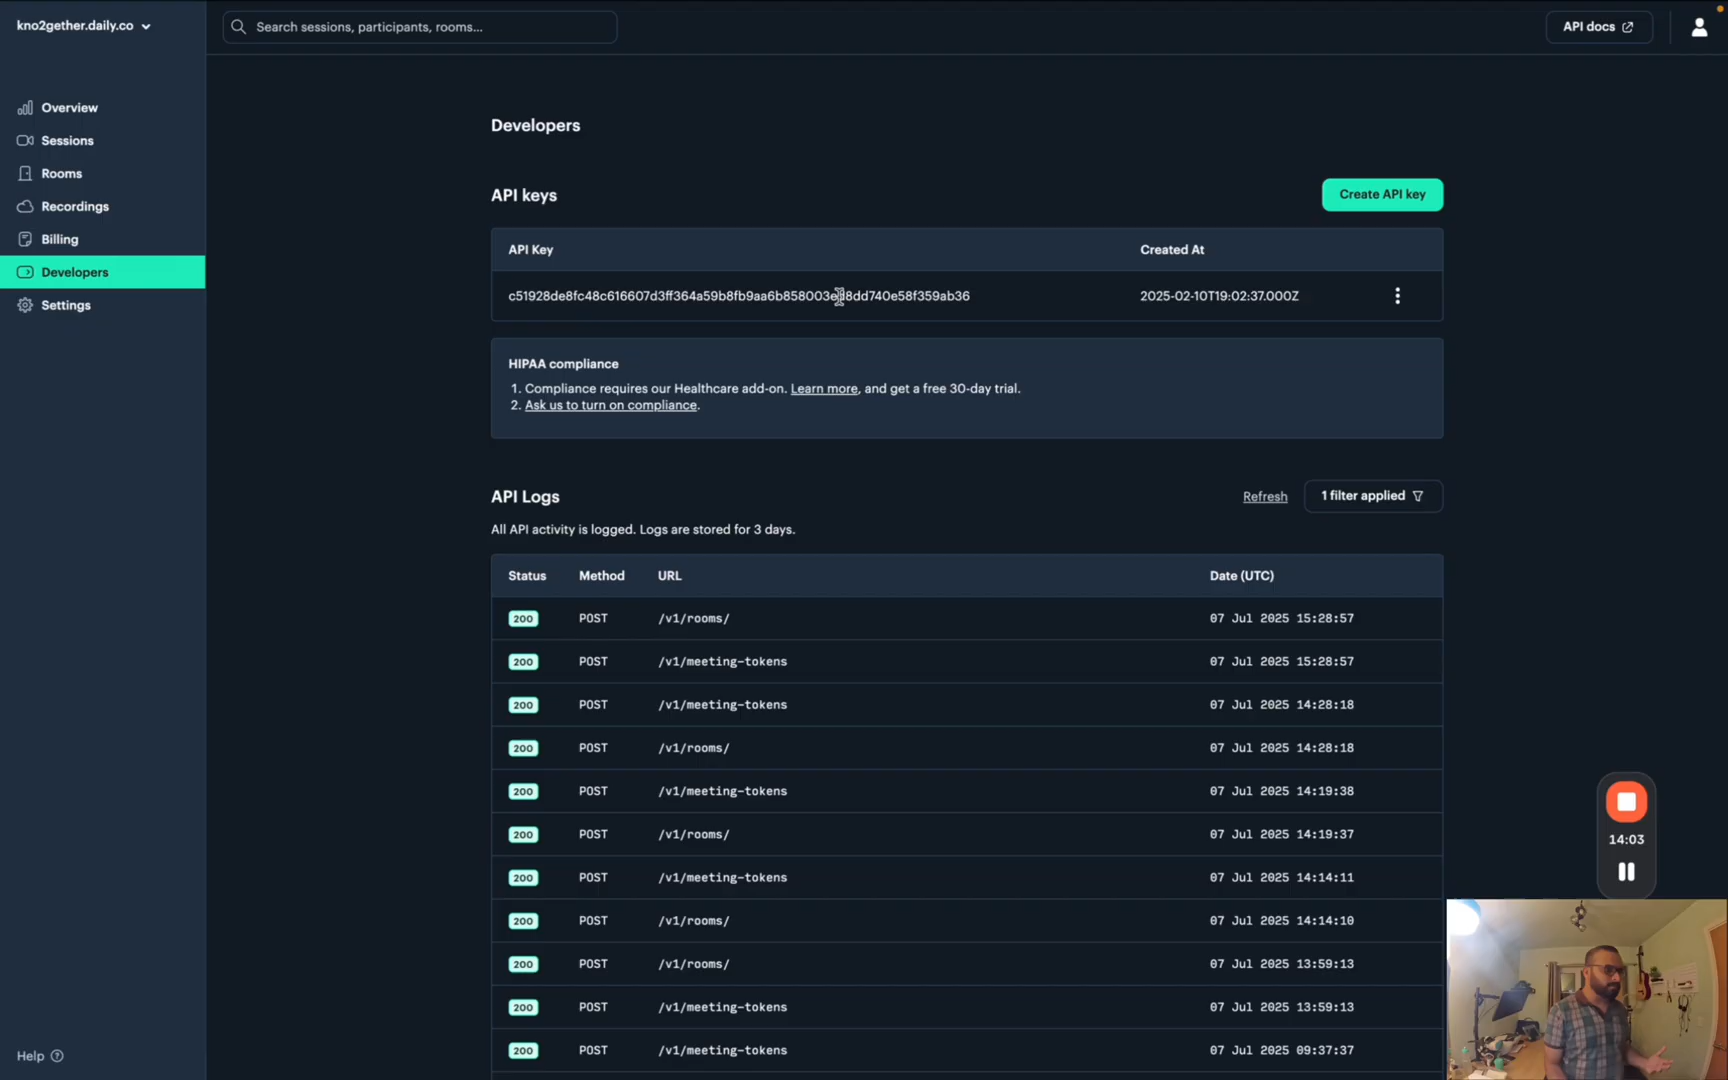 kno2gether.daily.co
Search sessions, participants, rooms...
API docs
Overview
Sessions
Rooms
Recordings
Billing
Developers
Settings
Help
Developers
API keys
Create API key
API Key Created At
2025-02-10T19:02:37.000Z
HIPAA compliance
1. Compliance requires our Healthcare add-on. Learn more, and get a free 30-day trial.
2. Ask us to turn on compliance.
API Logs
Refresh
1 filter applied
All API activity is logged. Logs are stored for 3 days.
Status Method URL Date (UTC)
200 POST /v1/rooms/ 07 Jul 2025 15:28:57
200 POST /v1/meeting-tokens 07 Jul 2025 15:28:57
200 POST /v1/meeting-tokens 07 Jul 2025 14:28:18
200 POST /v1/rooms/ 07 Jul 2025 14:28:18
200 POST /v1/meeting-tokens 07 Jul 2025 14:19:38
200 POST /v1/rooms/ 07 Jul 2025 14:19:37
200 POST /v1/meeting-tokens 07 Jul 2025 14:14:11
200 POST /v1/rooms/ 07 Jul 2025 14:14:10
200 POST /v1/rooms/ 07 Jul 2025 13:59:13
200 POST /v1/meeting-tokens 07 Jul 2025 13:59:13
200 POST /v1/meeting-tokens 07 Jul 2025 09:37:37
14:03